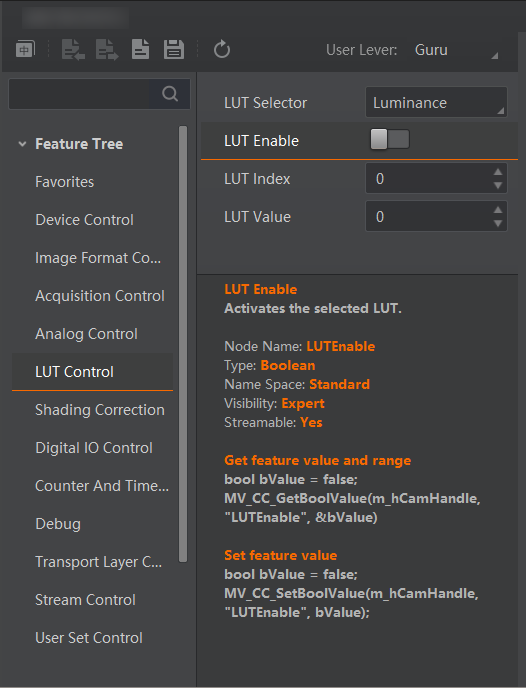 中
User Lever:
Guru
Feature Tree
Favorites
Device Control
Image Format Co...
Acquisition Control
Analog Control
LUT Control
Shading Correction
Digital IO Control
Counter And Time...
Debug
Transport Layer C...
Stream Control
User Set Control
LUT Selector
Luminance
LUT Enable
LUT Index
0
LUT Value
0
LUT Enable
Activates the selected LUT.
Node Name: LUTEnable
Type: Boolean
Name Space: Standard
Visibility: Expert
Streamable: Yes
Get feature value and range
bool bValue = false;
MV_CC_GetBoolValue(m_hCamHandle,
"LUTEnable", &bValue)
Set feature value
bool bValue = false;
MV_CC_SetBoolValue(m_hCamHandle,
"LUTEnable", bValue);